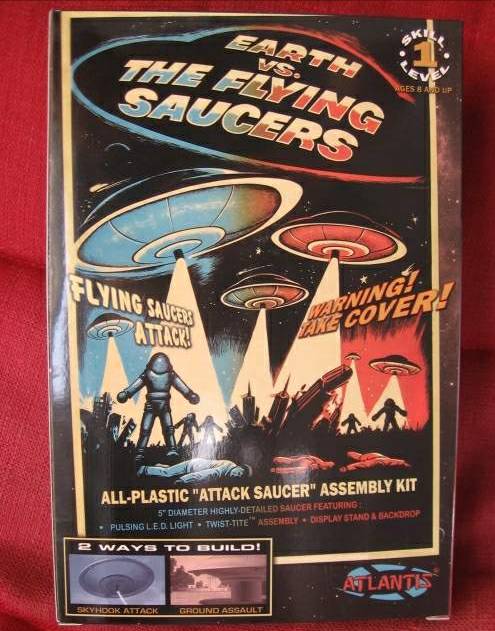 EARTH
VS.
THE FLYING
SAUCERS
SKILL
1
LEVEL
AGES 8 AND UP
FLYING SAUCERS
ATTACK!
WARNING!
TAKE COVER!
ALL-PLASTIC "ATTACK SAUCER" ASSEMBLY KIT
5" DIAMETER HIGHLY-DETAILED SAUCER FEATURING:
• PULSING L.E.D. LIGHT • TWIST-TITE™ ASSEMBLY • DISPLAY STAND & BACKDROP
2 WAYS TO BUILD!
SKYHOOK ATTACK
GROUND ASSAULT
ATLANTIS®